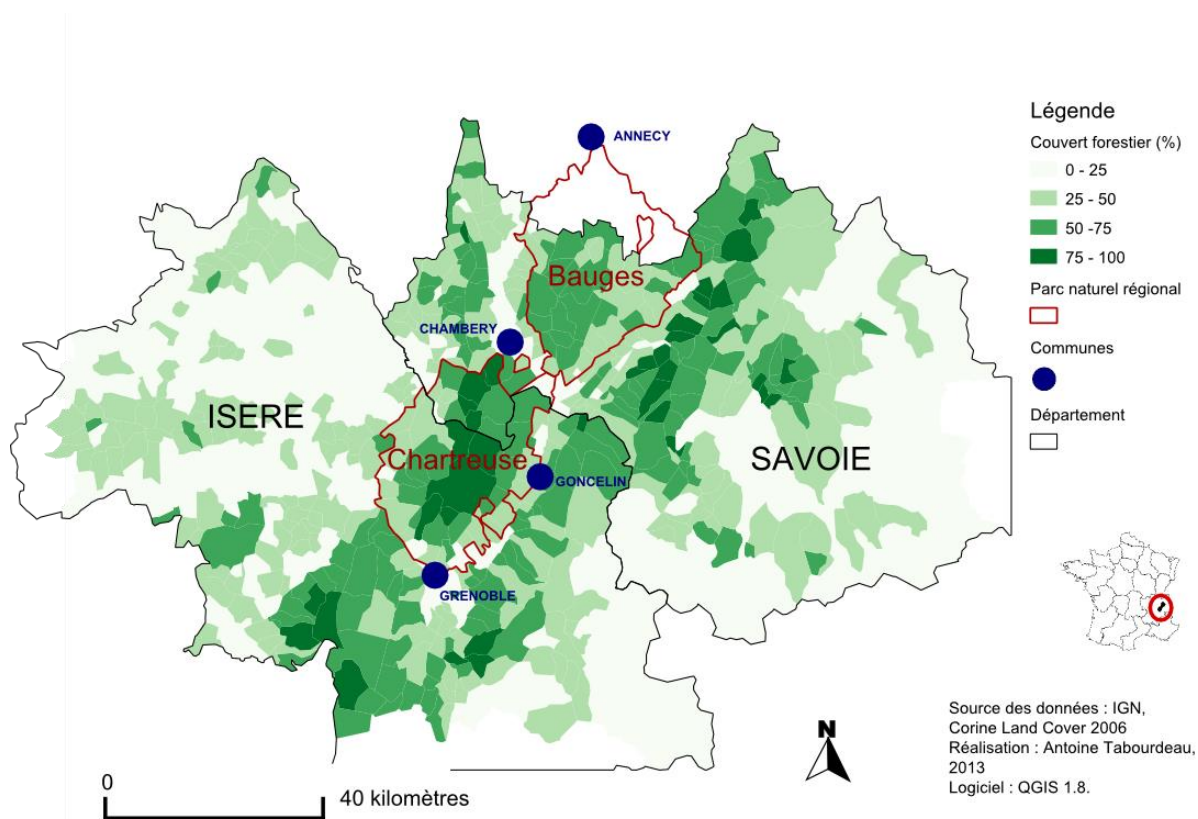 ANNECY
Bauges
CHAMBERY
ISERE
Chartreuse
GONCELIN
SAVOIE
GRENOBLE
0
40 kilomètres
N
Légende
Couvert forestier (%)
0 - 25
25 - 50
50 -75
75 - 100
Parc naturel régional
Communes
Département
Source des données : IGN,
Corine Land Cover 2006
Réalisation : Antoine Tabourdeau,
2013
Logiciel : QGIS 1.8.